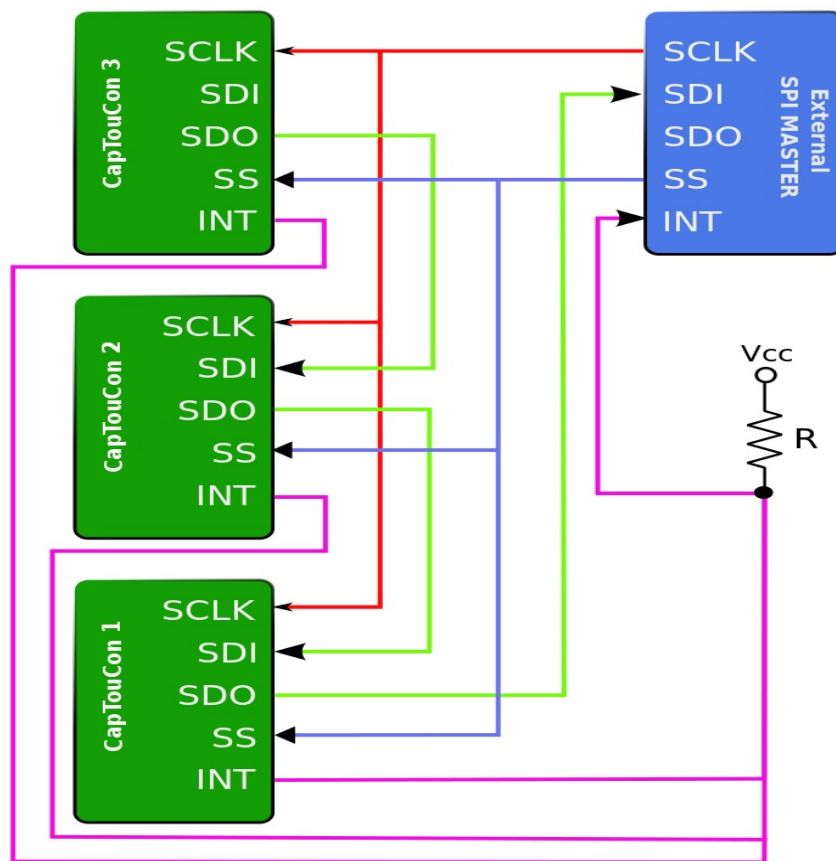 CapTouCon 3
SCLK
SDI
SDO
SS
INT
External
SPI MASTER
SCLK
SDI
SDO
SS
INT
CapTouCon 2
SCLK
SDI
SDO
SS
INT
Vcc
R
CapTouCon 1
SCLK
SDI
SDO
SS
INT